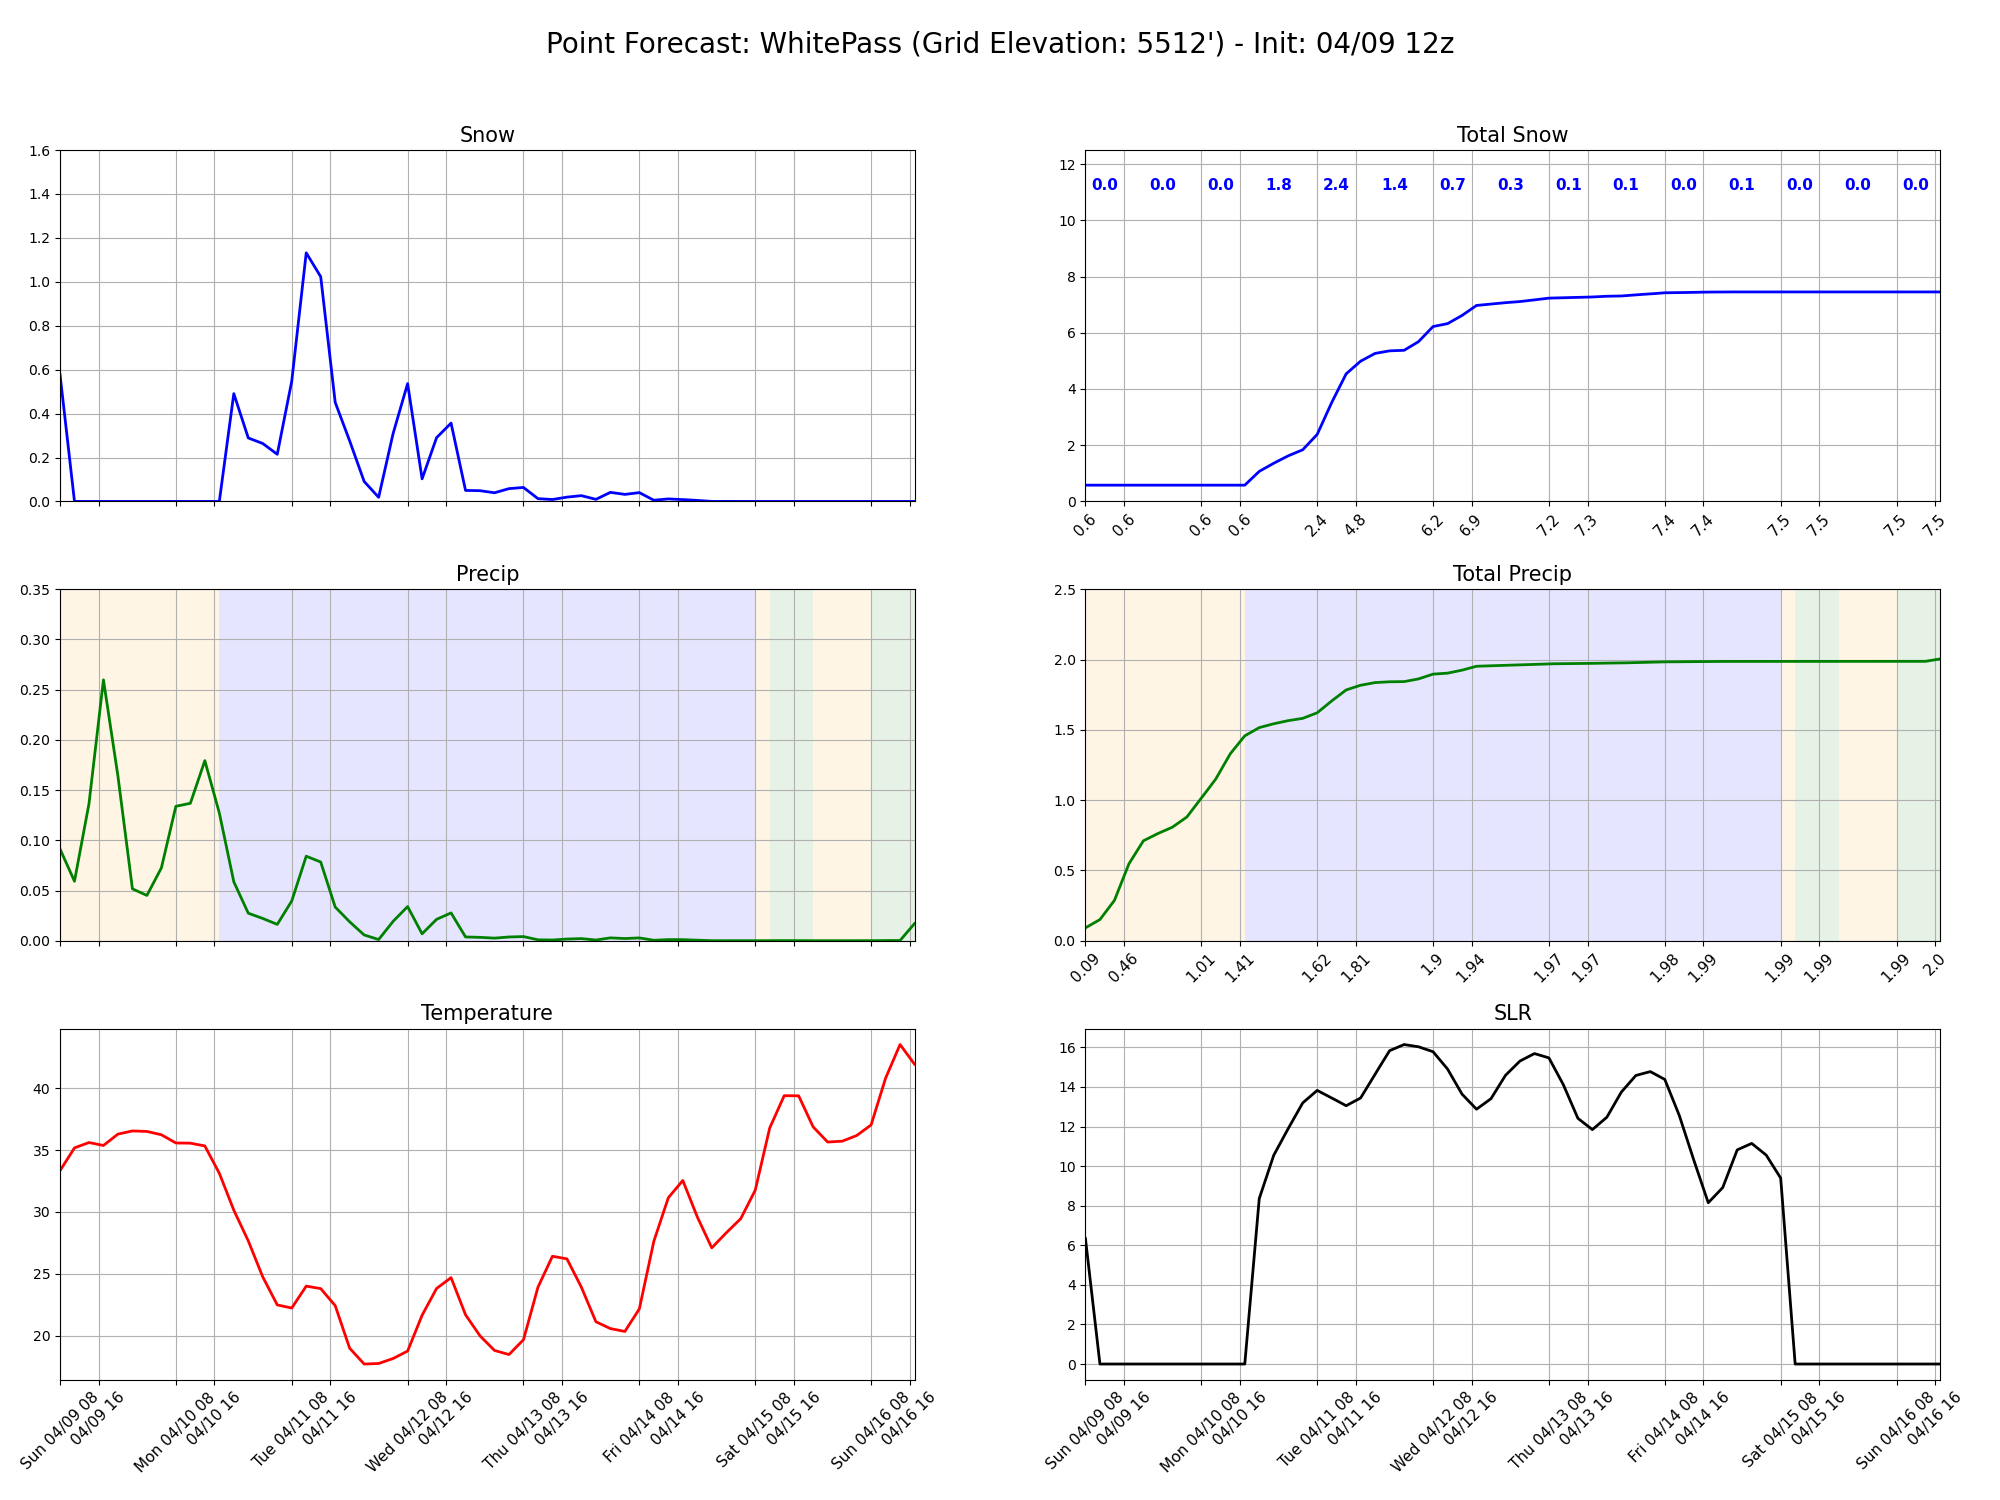 Point Forecast: WhitePass (Grid Elevation: 5512') - Init: 04/09 12z
Snow
1.6
1.4
1.2
1.0
0.8
0.6
0.4
0.2
0.0
Total Snow
12
10
8
6
4
2
0
0.0 0.0 0.0 1.8 2.4 1.4 0.7 0.3 0.1 0.1 0.0 0.1 0.0 0.0 0.0
0.6 0.6 0.6 0.6 2.4 4.8 6.2 6.9 7.2 7.3 7.4 7.4 7.5 7.5 7.5 7.5
Precip
0.35
0.30
0.25
0.20
0.15
0.10
0.05
0.00
Total Precip
2.5
2.0
1.5
1.0
0.5
0.0
0.09 0.46 1.01 1.41 1.62 1.81 1.9 1.94 1.97 1.97 1.98 1.99 1.99 1.99 1.99 2.0
Temperature
40
35
30
25
20
Sun 04/09 08
04/09 16
Mon 04/10 08
04/10 16
Tue 04/11 08
04/11 16
Wed 04/12 08
04/12 16
Thu 04/13 08
04/13 16
Fri 04/14 08
04/14 16
Sat 04/15 08
04/15 16
Sun 04/16 08
04/16 16
SLR
16
14
12
10
8
6
4
2
0
Sun 04/09 08
04/09 16
Mon 04/10 08
04/10 16
Tue 04/11 08
04/11 16
Wed 04/12 08
04/12 16
Thu 04/13 08
04/13 16
Fri 04/14 08
04/14 16
Sat 04/15 08
04/15 16
Sun 04/16 08
04/16 16